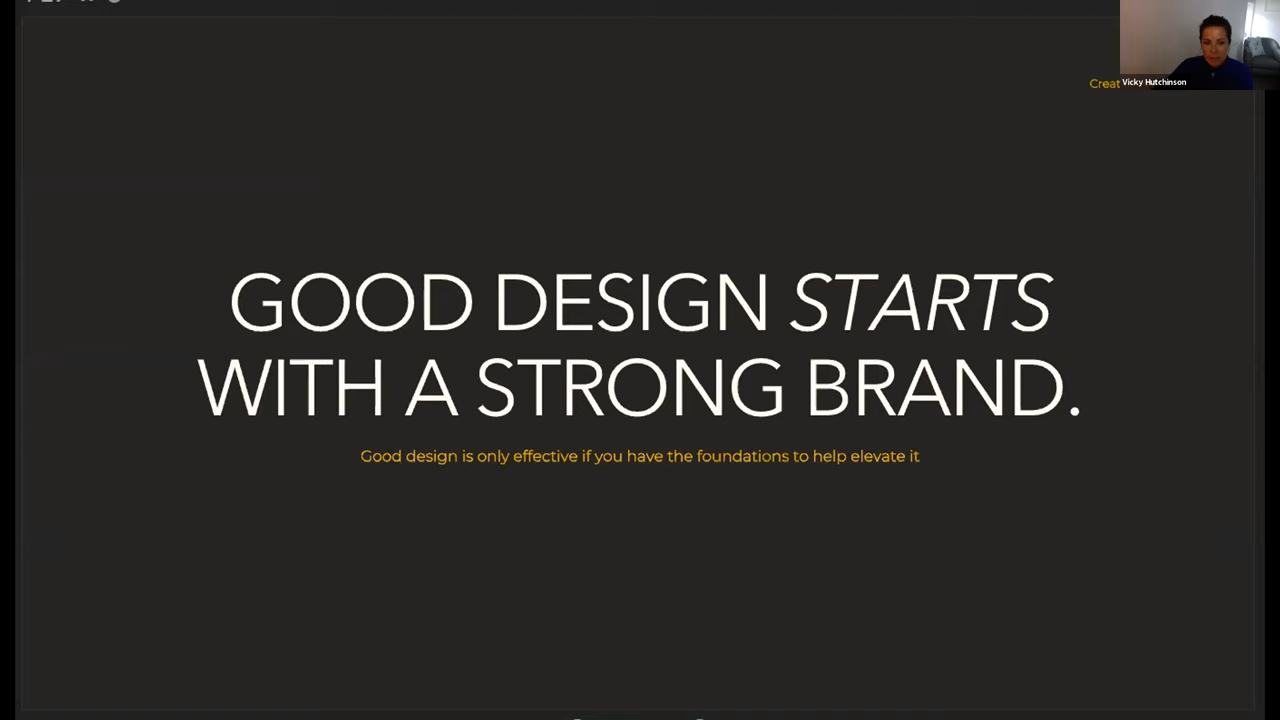 Creat
Vicky Hutchinson
GOOD DESIGN STARTS
WITH A STRONG BRAND.
Good design is only effective if you have the foundations to help elevate it